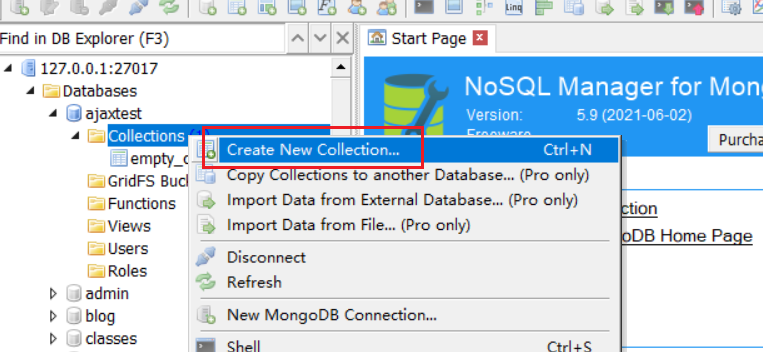 Find in DB Explorer (F3)
Start Page
127.0.0.1:27017
Databases
ajaxtest
Collections
empty_c
GridFS Buck
Functions
Views
Users
Roles
admin
blog
classes
NoSQL Manager for Mon
Version: 5.9 (2021-06-02)
Freeware
Purcha
Create New Collection... Ctrl+N
Copy Collections to another Database... (Pro only)
Import Data from External Database... (Pro only)
Import Data from File... (Pro only)
Disconnect
Refresh
New MongoDB Connection...
Shell Ctrl+S
ction
oDB Home Page